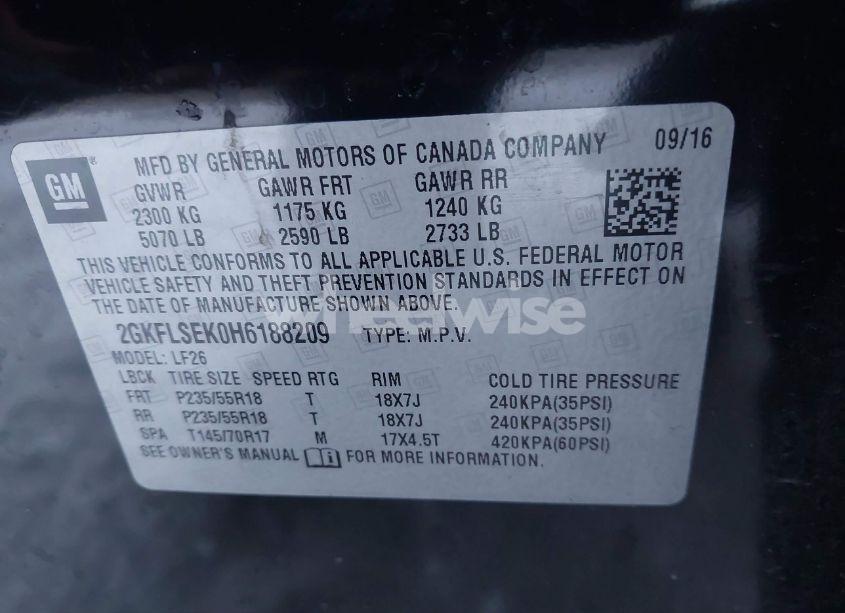 GM
MFD BY GENERAL MOTORS OF CANADA COMPANY 09/16
GVWR GAWR FRT GAWR RR
2300 KG 1175 KG 1240 KG
5070 LB 2590 LB 2733 LB
THIS VEHICLE CONFORMS TO ALL APPLICABLE U.S. FEDERAL MOTOR
VEHICLE SAFETY AND THEFT PREVENTION STANDARDS IN EFFECT ON
THE DATE OF MANUFACTURE SHOWN ABOVE.
wheelwise
2GKFLSEK0H6188209 TYPE: M.P.V.
MODEL: LF26
LBCK TIRE SIZE SPEED RTG RIM COLD TIRE PRESSURE
FRT P235/55R18 T 18X7J 240KPA(35PSI)
RR P235/55R18 T 18X7J 240KPA(35PSI)
SPA T145/70R17 M 17X4.5T 420KPA(60PSI)
SEE OWNER'S MANUAL i FOR MORE INFORMATION.